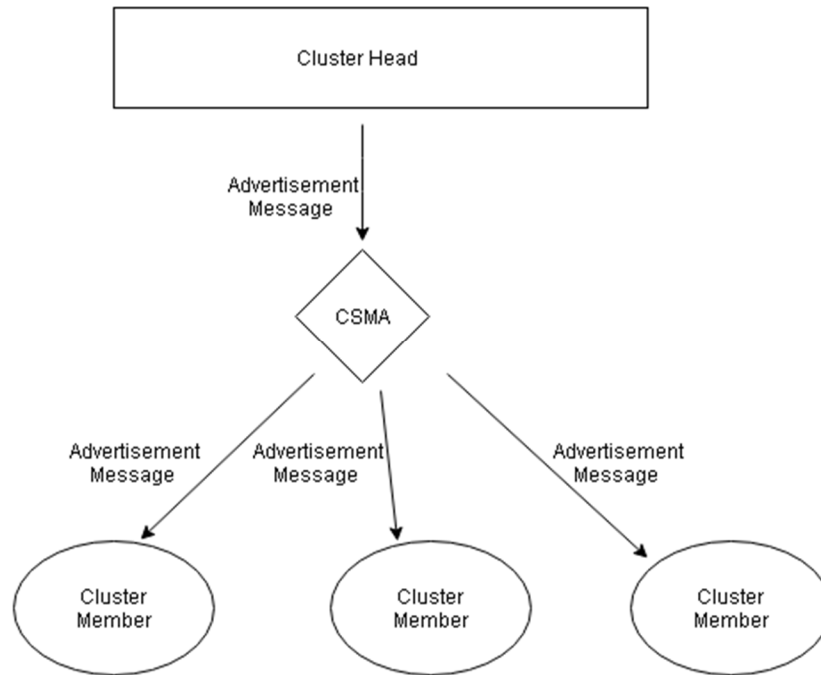 Cluster Head
Advertisement
Message
CSMA
Advertisement
Message
Advertisement
Message
Advertisement
Message
Cluster
Member
Cluster
Member
Cluster
Member